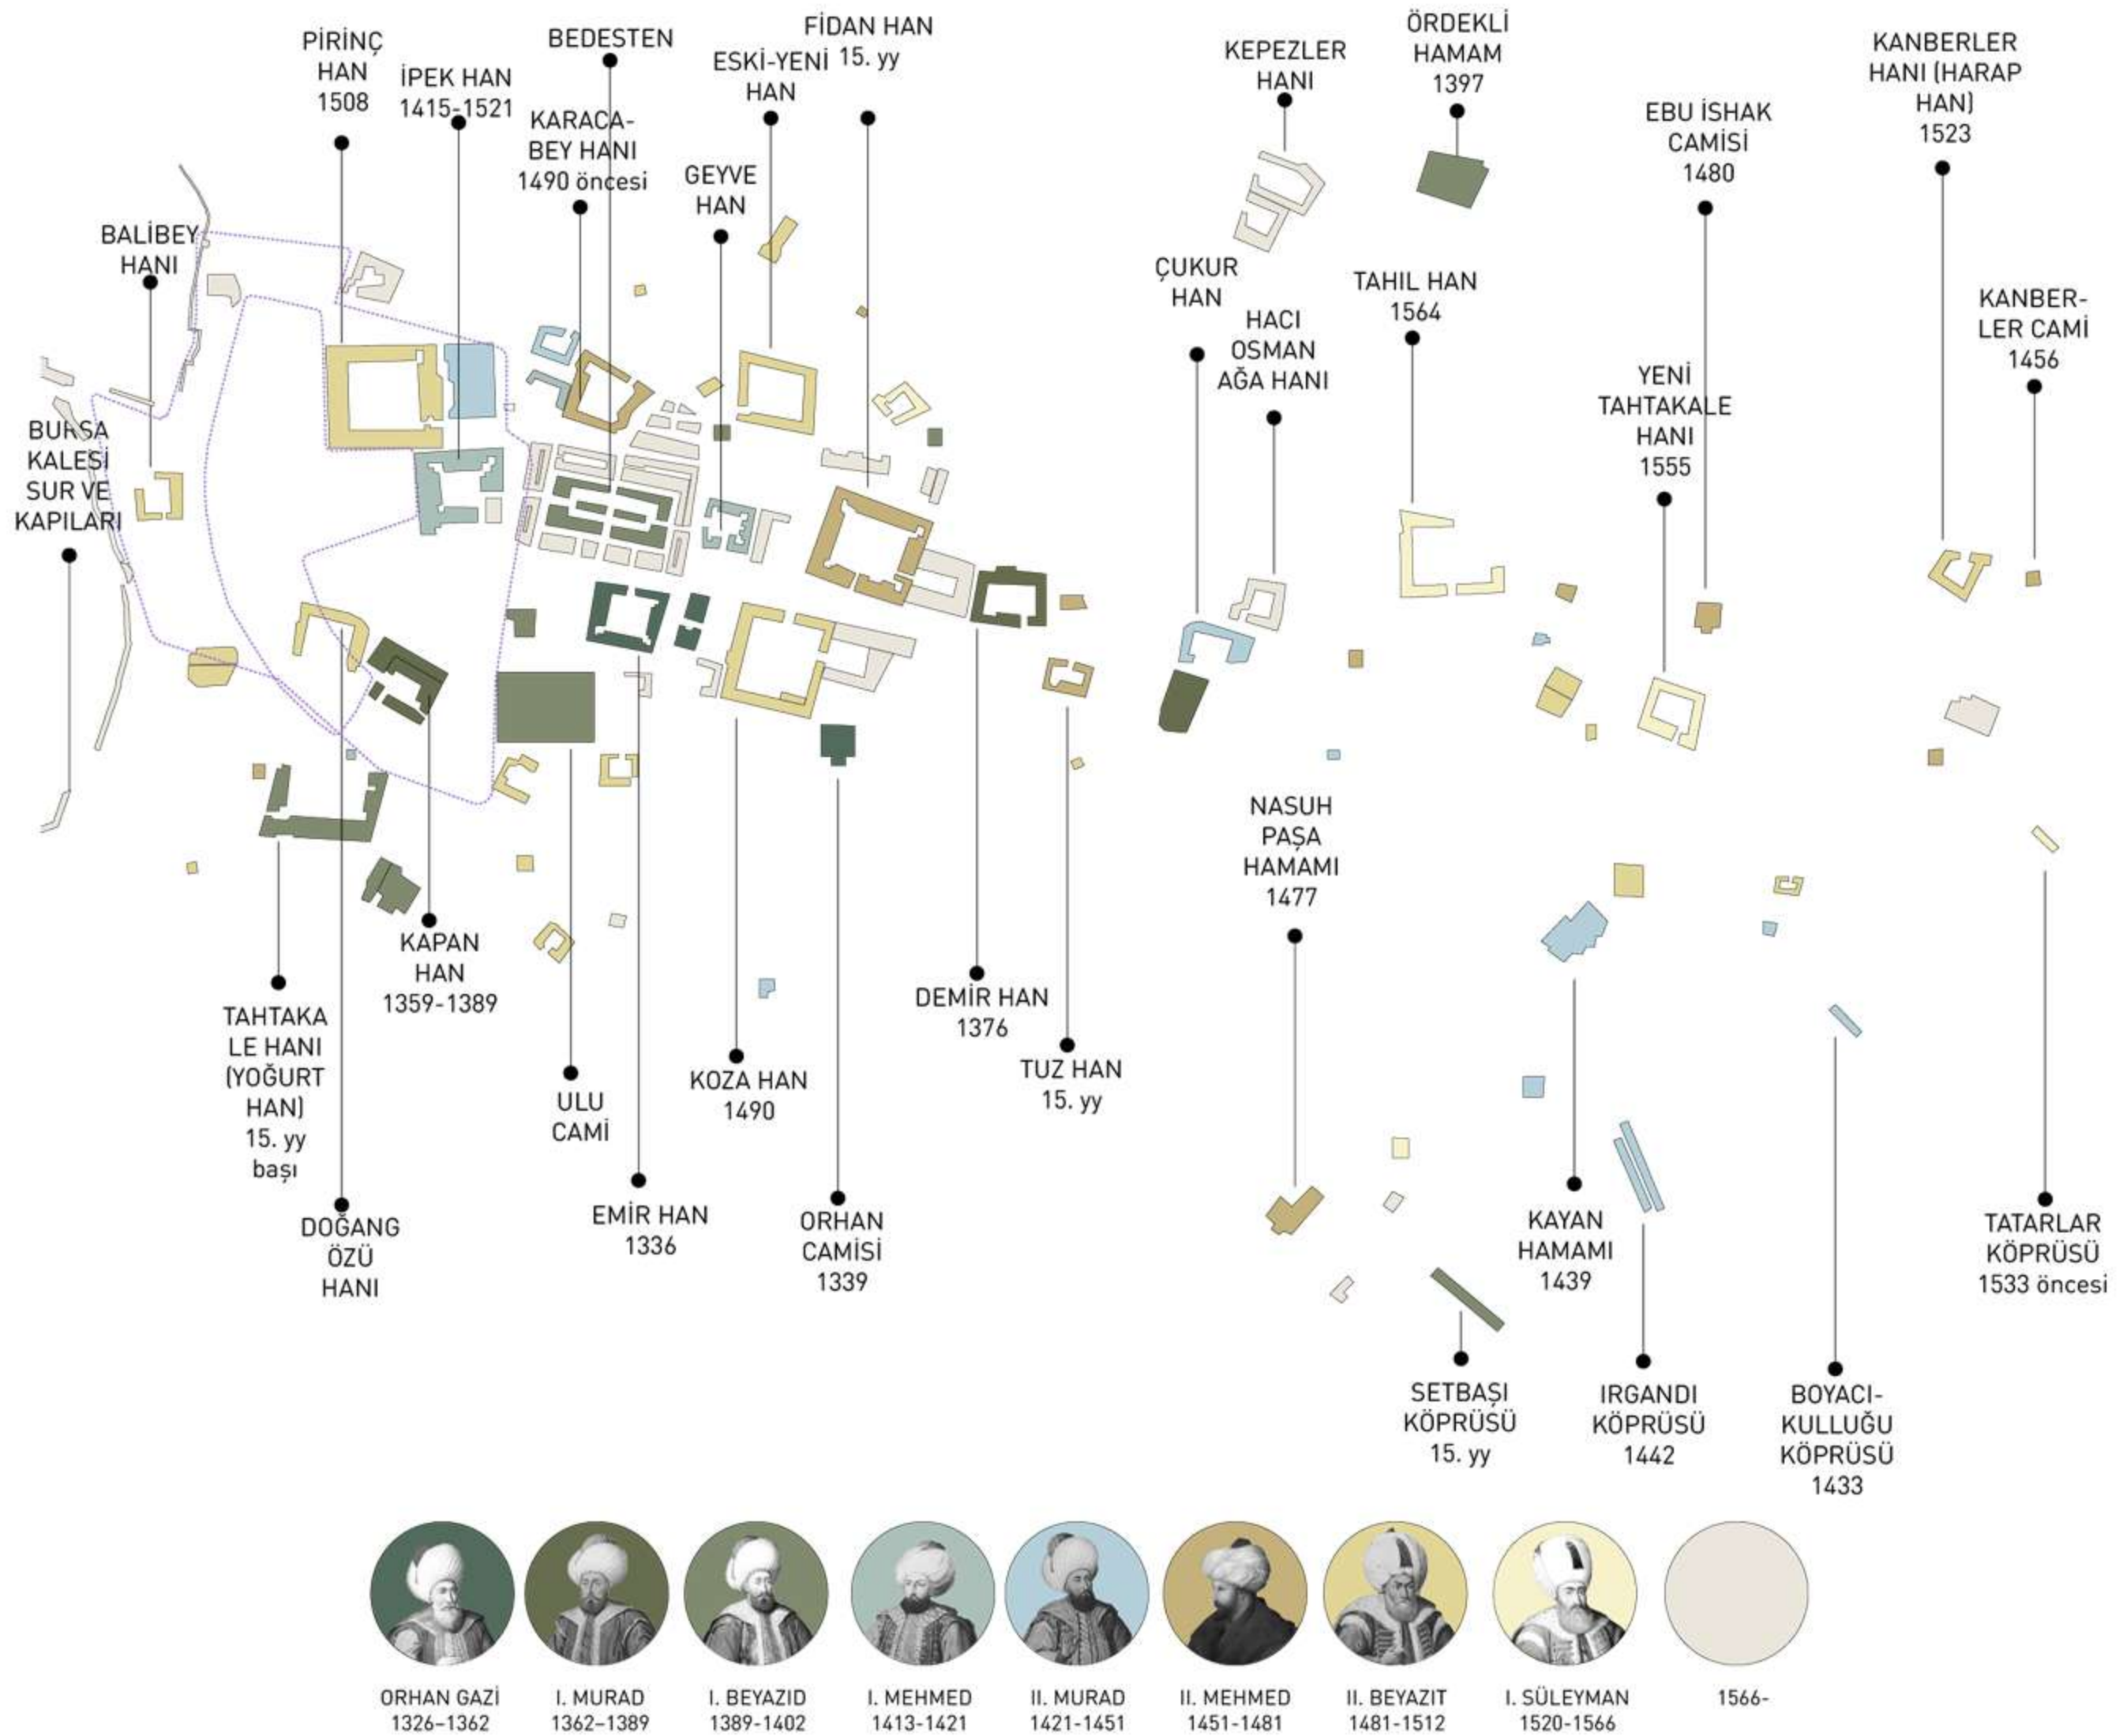 PİRİNÇ
HAN
1508
İPEK HAN
1415-1521
BEDESTEN
KARACA-
BEY HANI
1490 öncesi
GEYVE
HAN
ESKİ-YENİ
HAN
FİDAN HAN
15. yy
KEPEZLER
HANI
ÖRDEKLİ
HAMAM
1397
EBU İSHAK
CAMİSİ
1480
KANBERLER
HANI (HARAP
HAN)
1523
BALİBEY
HANI
ÇUKUR
HAN
HACI
OSMAN
AĞA HANI
TAHIL HAN
1564
YENİ
TAHTAKALE
HANI
1555
KANBER-
LER CAMİ
1456
BURSA
KALESİ
SUR VE
KAPILARI
TAHTAKA
LE HANI
(YOĞURT
HAN)
15. yy
başı
DOĞANG
ÖZÜ
HANI
KAPAN
HAN
1359-1389
ULU
CAMİ
EMİR HAN
1336
KOZA HAN
1490
ORHAN
CAMİSİ
1339
DEMİR HAN
1376
TUZ HAN
15. yy
NASUH
PAŞA
HAMAMI
1477
SETBAŞI
KÖPRÜSÜ
15. yy
KAYAN
HAMAMI
1439
IRGANDI
KÖPRÜSÜ
1442
BOYACI-
KULLUĞU
KÖPRÜSÜ
1433
TATARLAR
KÖPRÜSÜ
1533 öncesi
ORHAN GAZİ
1326–1362
I. MURAD
1362–1389
I. BEYAZID
1389-1402
I. MEHMED
1413-1421
II. MURAD
1421-1451
II. MEHMED
1451-1481
II. BEYAZIT
1481-1512
I. SÜLEYMAN
1520-1566
1566-